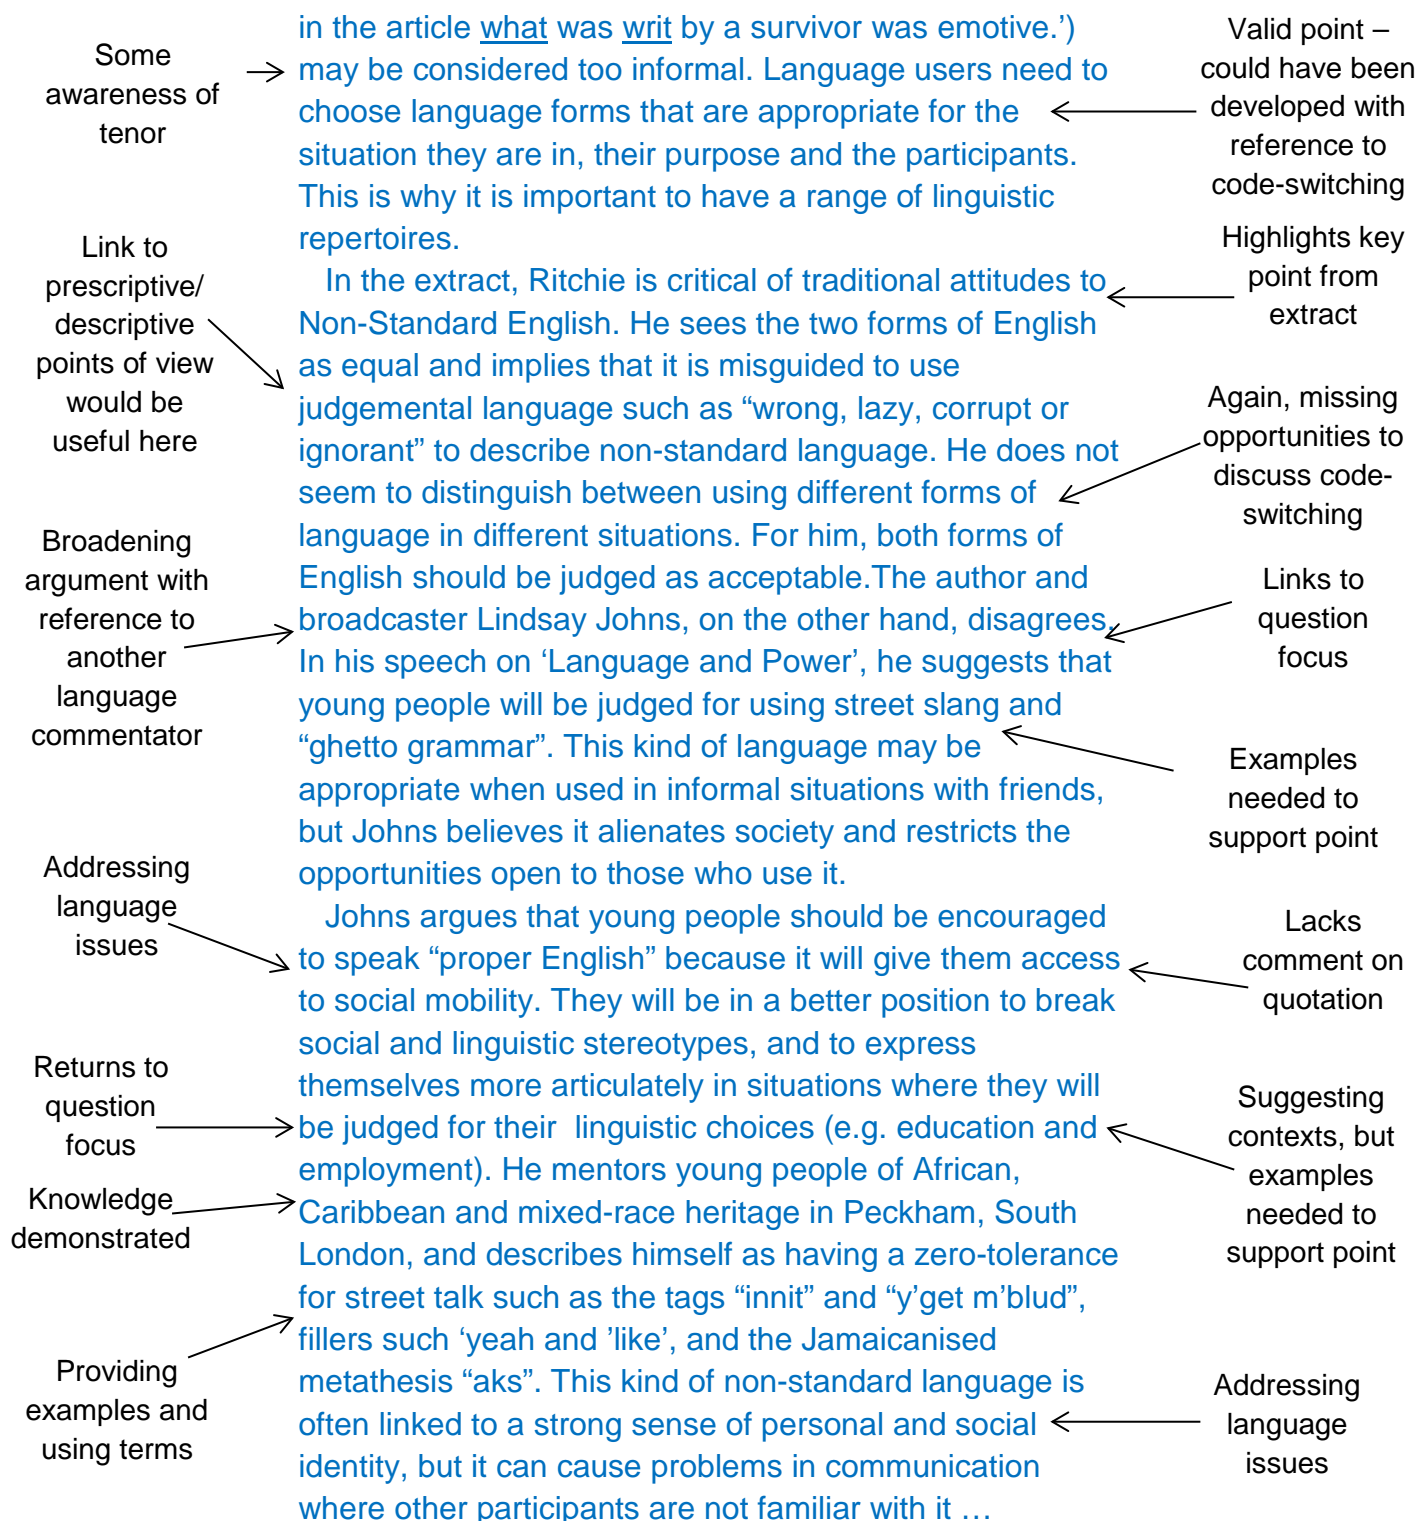 in the article what was writ by a survivor was emotive.')
may be considered too informal. Language users need to
choose language forms that are appropriate for the
situation they are in, their purpose and the participants.
This is why it is important to have a range of linguistic
repertoires.
In the extract, Ritchie is critical of traditional attitudes to
Non-Standard English. He sees the two forms of English
as equal and implies that it is misguided to use
judgemental language such as “wrong, lazy, corrupt or
ignorant” to describe non-standard language. He does not
seem to distinguish between using different forms of
language in different situations. For him, both forms of
English should be judged as acceptable.The author and
broadcaster Lindsay Johns, on the other hand, disagrees.
In his speech on ‘Language and Power’, he suggests that
young people will be judged for using street slang and
“ghetto grammar”. This kind of language may be
appropriate when used in informal situations with friends,
but Johns believes it alienates society and restricts the
opportunities open to those who use it.
Johns argues that young people should be encouraged
to speak “proper English” because it will give them access
to social mobility. They will be in a better position to break
social and linguistic stereotypes, and to express
themselves more articulately in situations where they will
be judged for their  linguistic choices (e.g. education and
employment). He mentors young people of African,
Caribbean and mixed-race heritage in Peckham, South
London, and describes himself as having a zero-tolerance
for street talk such as the tags “innit” and “y’get m’blud”,
fillers such ‘yeah and ’like’, and the Jamaicanised
metathesis “aks”. This kind of non-standard language is
often linked to a strong sense of personal and social
identity, but it can cause problems in communication
where other participants are not familiar with it …
Some
awareness of
tenor
Link to
prescriptive/
descriptive
points of view
would be
useful here
Broadening
argument with
reference to
another
language
commentator
Addressing
language
issues
Returns to
question
focus
Knowledge
demonstrated
Providing
examples and
using terms
Valid point –
could have been
developed with
reference to
code-switching
Highlights key
point from
extract
Again, missing
opportunities to
discuss code-
switching
Links to
question
focus
Examples
needed to
support point
Lacks
comment on
quotation
Suggesting
contexts, but
examples
needed to
support point
Addressing
language
issues